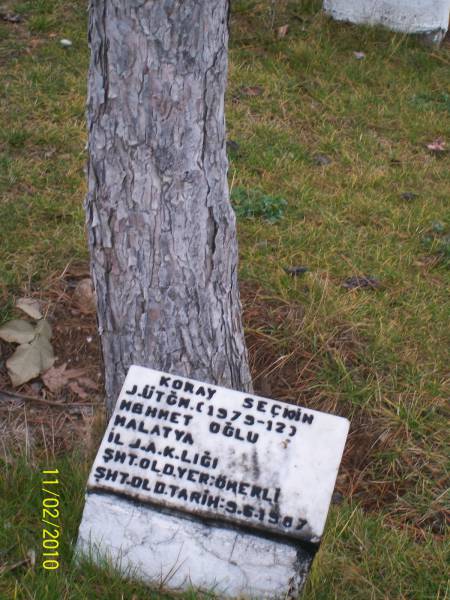 KORAY SEÇKİN
J.ÜTĞM.(1979-12)
MEHMET OĞLU
MALATYA
İL J.A.K.LIĞI
ŞHT.OLD.YER:ÖMERLİ
ŞHT.OLD.TARİH:9.6.1987
11/02/2010